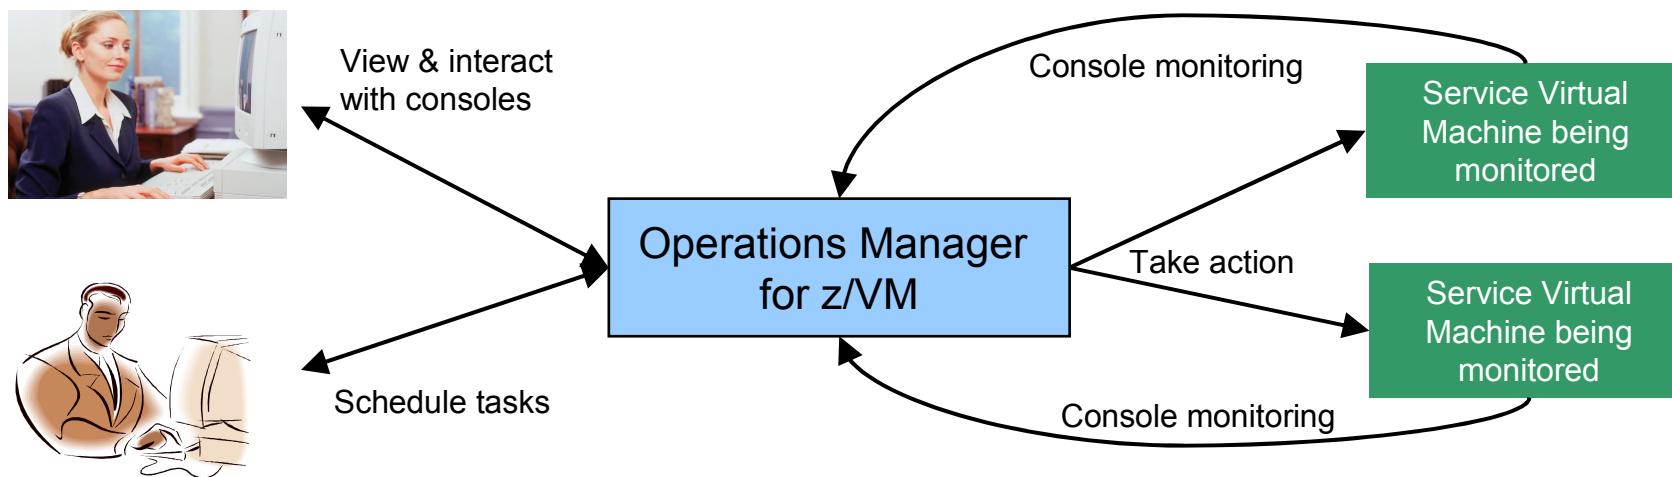 View & interact
with consoles
Console monitoring
Service Virtual
Machine being
monitored
Operations Manager
for z/VM
Take action
Service Virtual
Machine being
monitored
Schedule tasks
Console monitoring